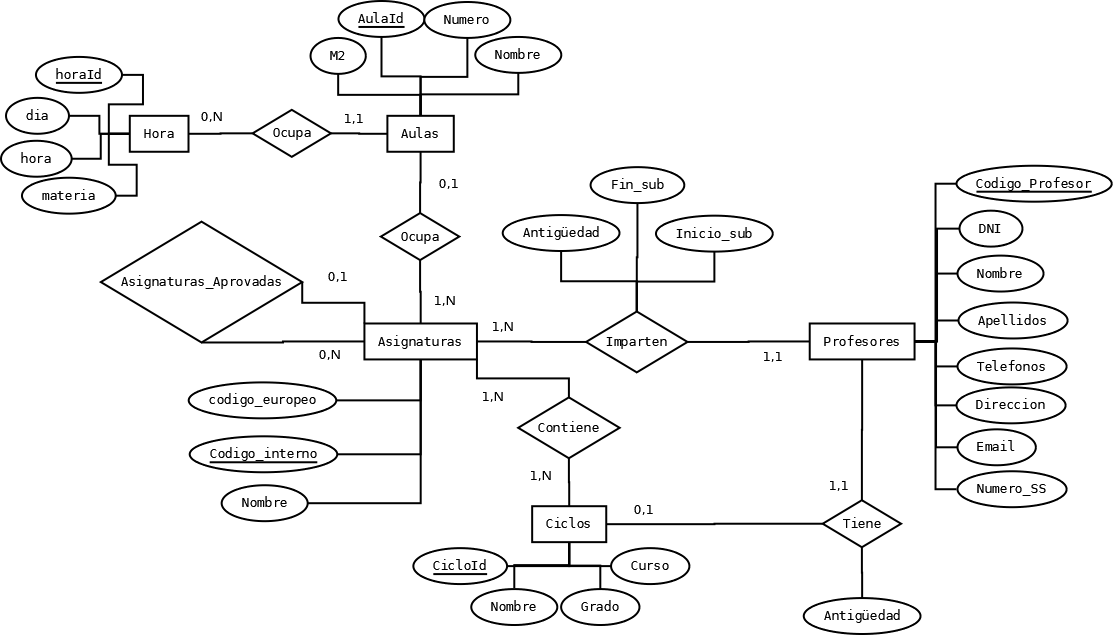 AulaId
Numero
M2
Nombre
horaId
dia
hora
materia
Hora
0,N
Ocupa
1,1
Aulas
0,1
Ocupa
1,N
Fin_sub
Antigüedad
Inicio_sub
Codigo_Profesor
DNI
Nombre
Apellidos
Telefonos
Direccion
Email
Numero_SS
Asignaturas_Aprovadas
0,1
0,N
Asignaturas
1,N
Imparten
1,1
Profesores
codigo_europeo
Codigo_interno
Nombre
1,N
Contiene
1,N
Ciclos
0,1
1,1
Tiene
CicloId
Curso
Nombre
Grado
Antigüedad